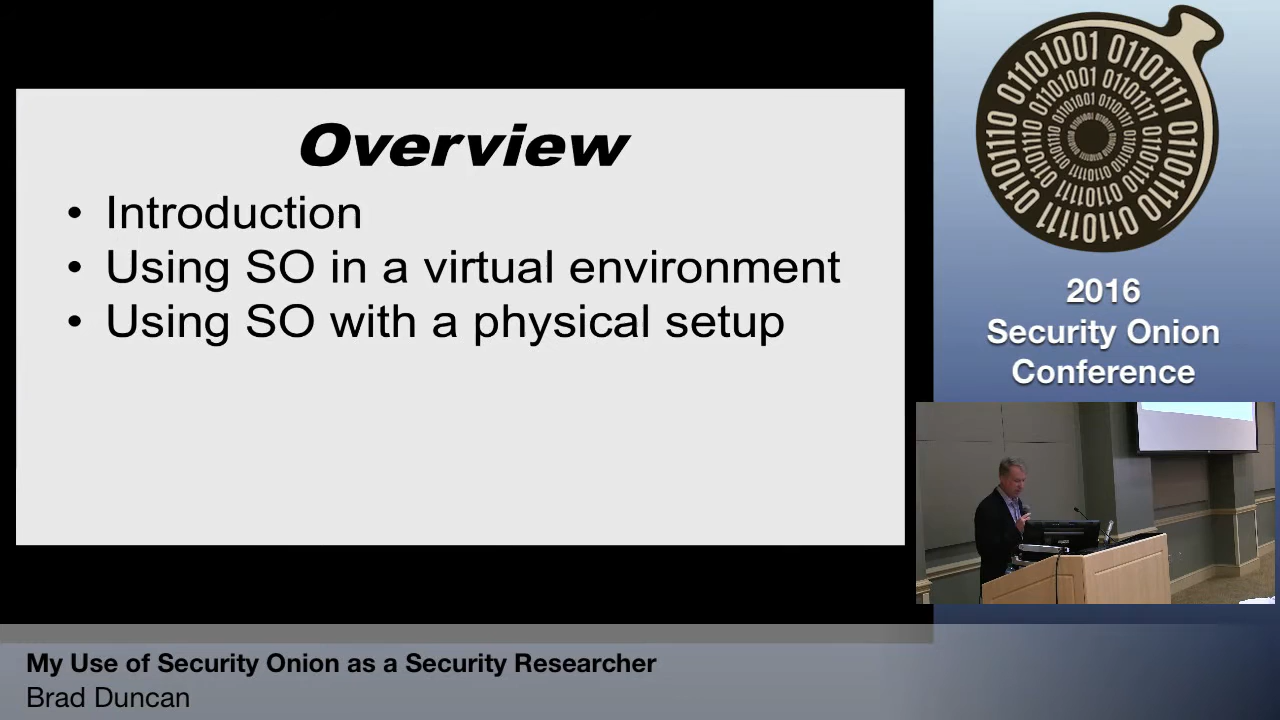 Overview
• Introduction
• Using SO in a virtual environment
• Using SO with a physical setup
2016
Security Onion
Conference
My Use of Security Onion as a Security Researcher
Brad Duncan